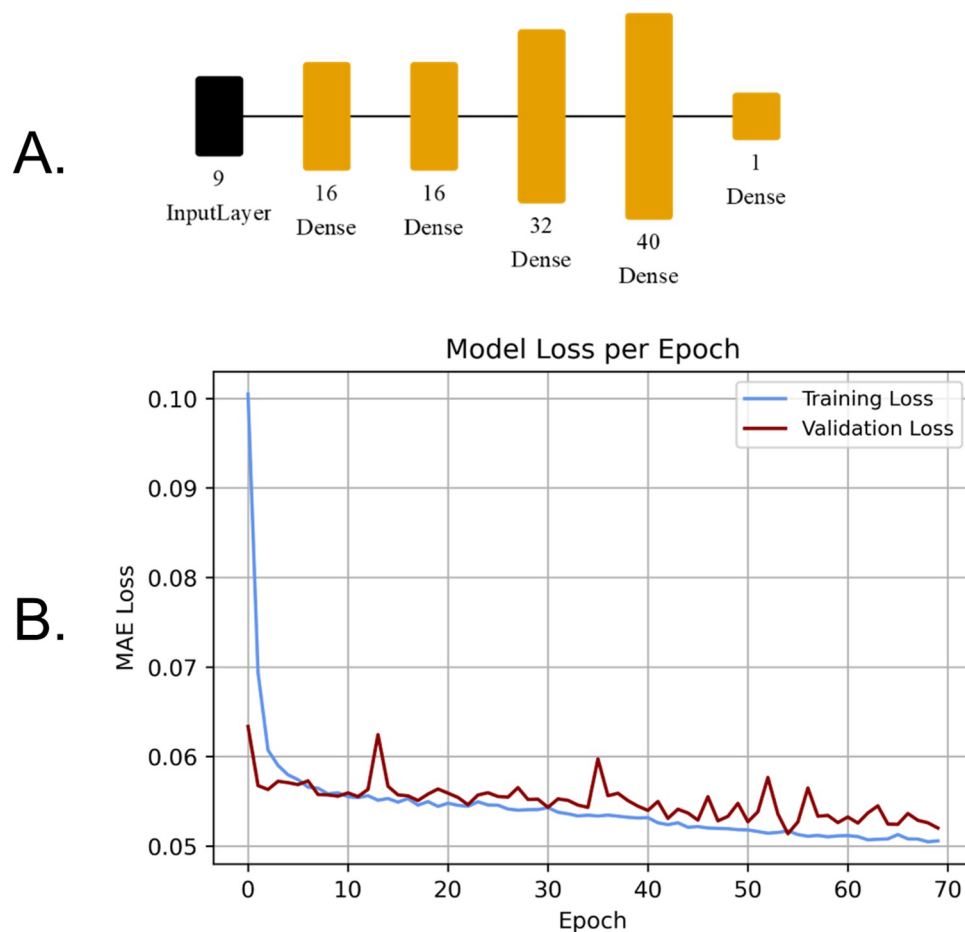 A.
9
InputLayer
16
Dense
16
Dense
32
Dense
40
Dense
1
Dense
B.
Model Loss per Epoch
Training Loss
Validation Loss
MAE Loss
0.10
0.09
0.08
0.07
0.06
0.05
0 10 20 30 40 50 60 70
Epoch